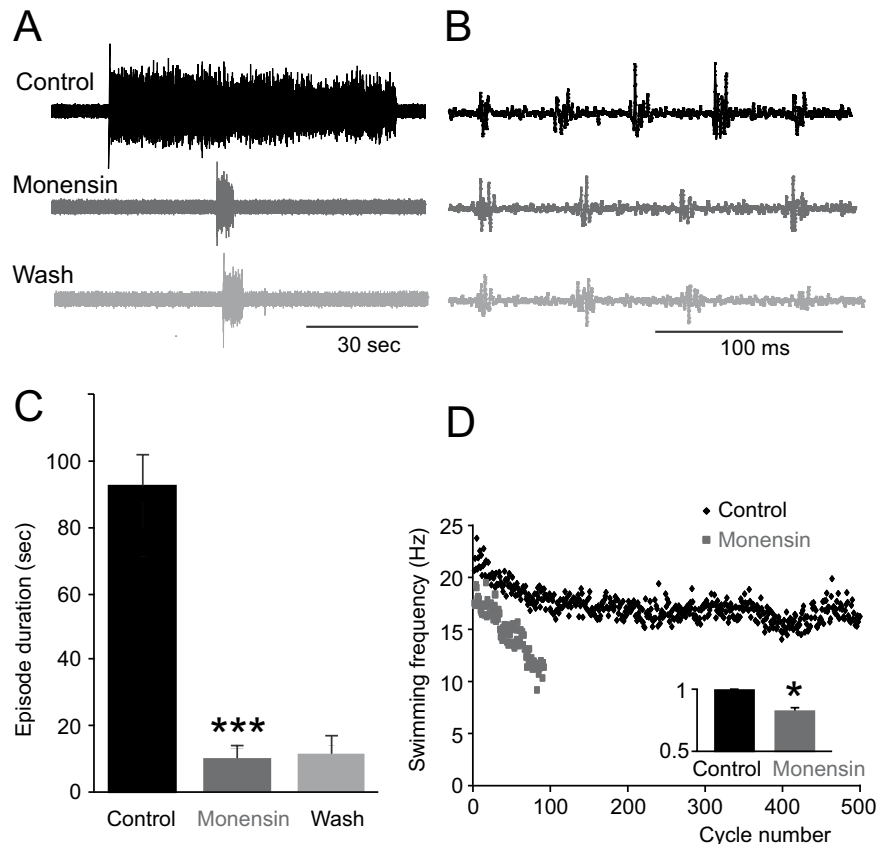 A
B
Control
Monensin
Wash
30 sec
100 ms
C
Episode duration (sec)
100
80
60
40
20
0
***
Control Monensin Wash
D
Control
Monensin
Swimming frequency (Hz)
25
20
15
10
5
0
1
0.5
*
Control Monensin
0 100 200 300 400 500
Cycle number